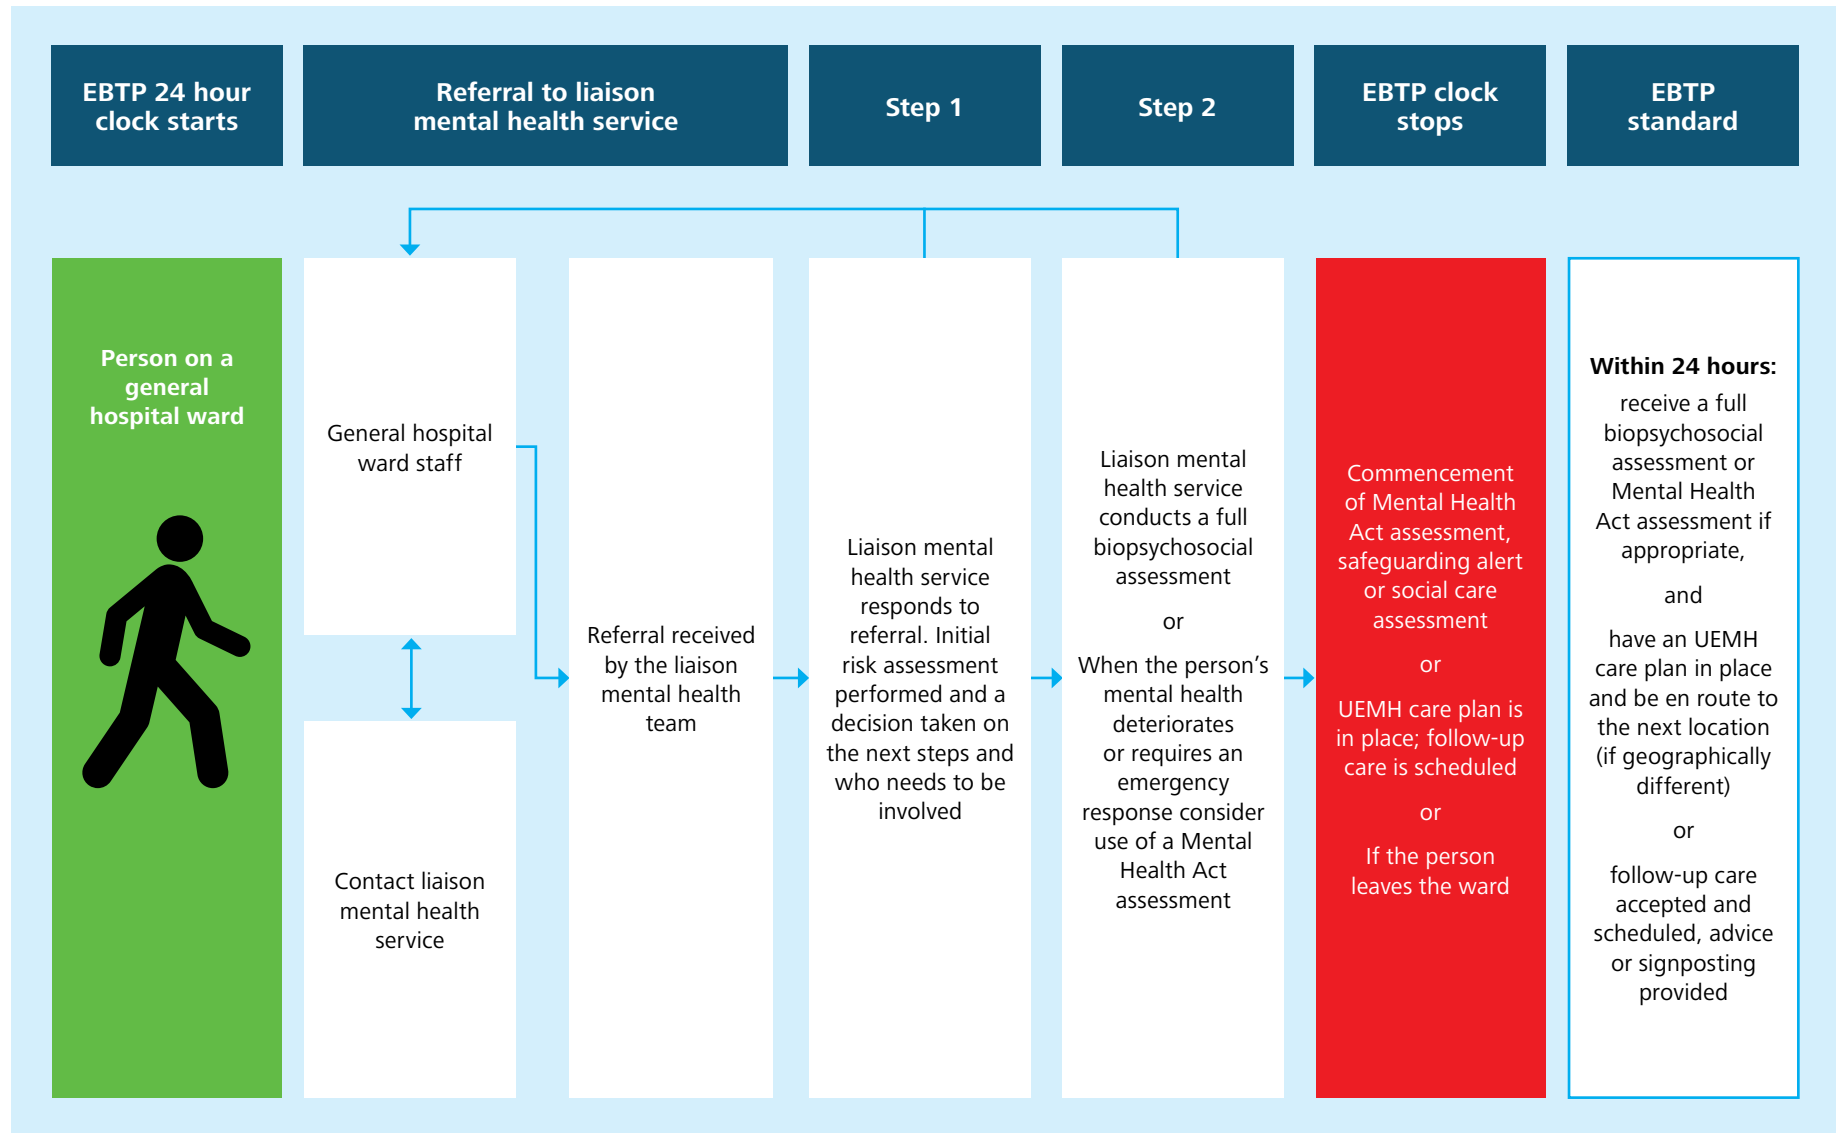 EBTP 24 hour
clock starts
Referral to liaison
mental health service
Step 1
Step 2
EBTP clock
stops
EBTP
standard
Person on a
general
hospital ward
General hospital
ward staff
Contact liaison
mental health
service
Referral received
by the liaison
mental health
team
Liaison mental
health service
responds to
referral. Initial
risk assessment
performed and a
decision taken on
the next steps and
who needs to be
involved
Liaison mental
health service
conducts a full
biopsychosocial
assessment
or
When the person’s
mental health
deteriorates
or requires an
emergency
response consider
use of a Mental
Health Act
assessment
Commencement
of Mental Health
Act assessment,
safeguarding alert
or social care
assessment
or
UEMH care plan is
in place; follow-up
care is scheduled
or
If the person
leaves the ward
Within 24 hours:
receive a full
biopsychosocial
assessment or
Mental Health
Act assessment if
appropriate,
and
have an UEMH
care plan in place
and be en route to
the next location
(if geographically
different)
or
follow-up care
accepted and
scheduled, advice
or signposting
provided